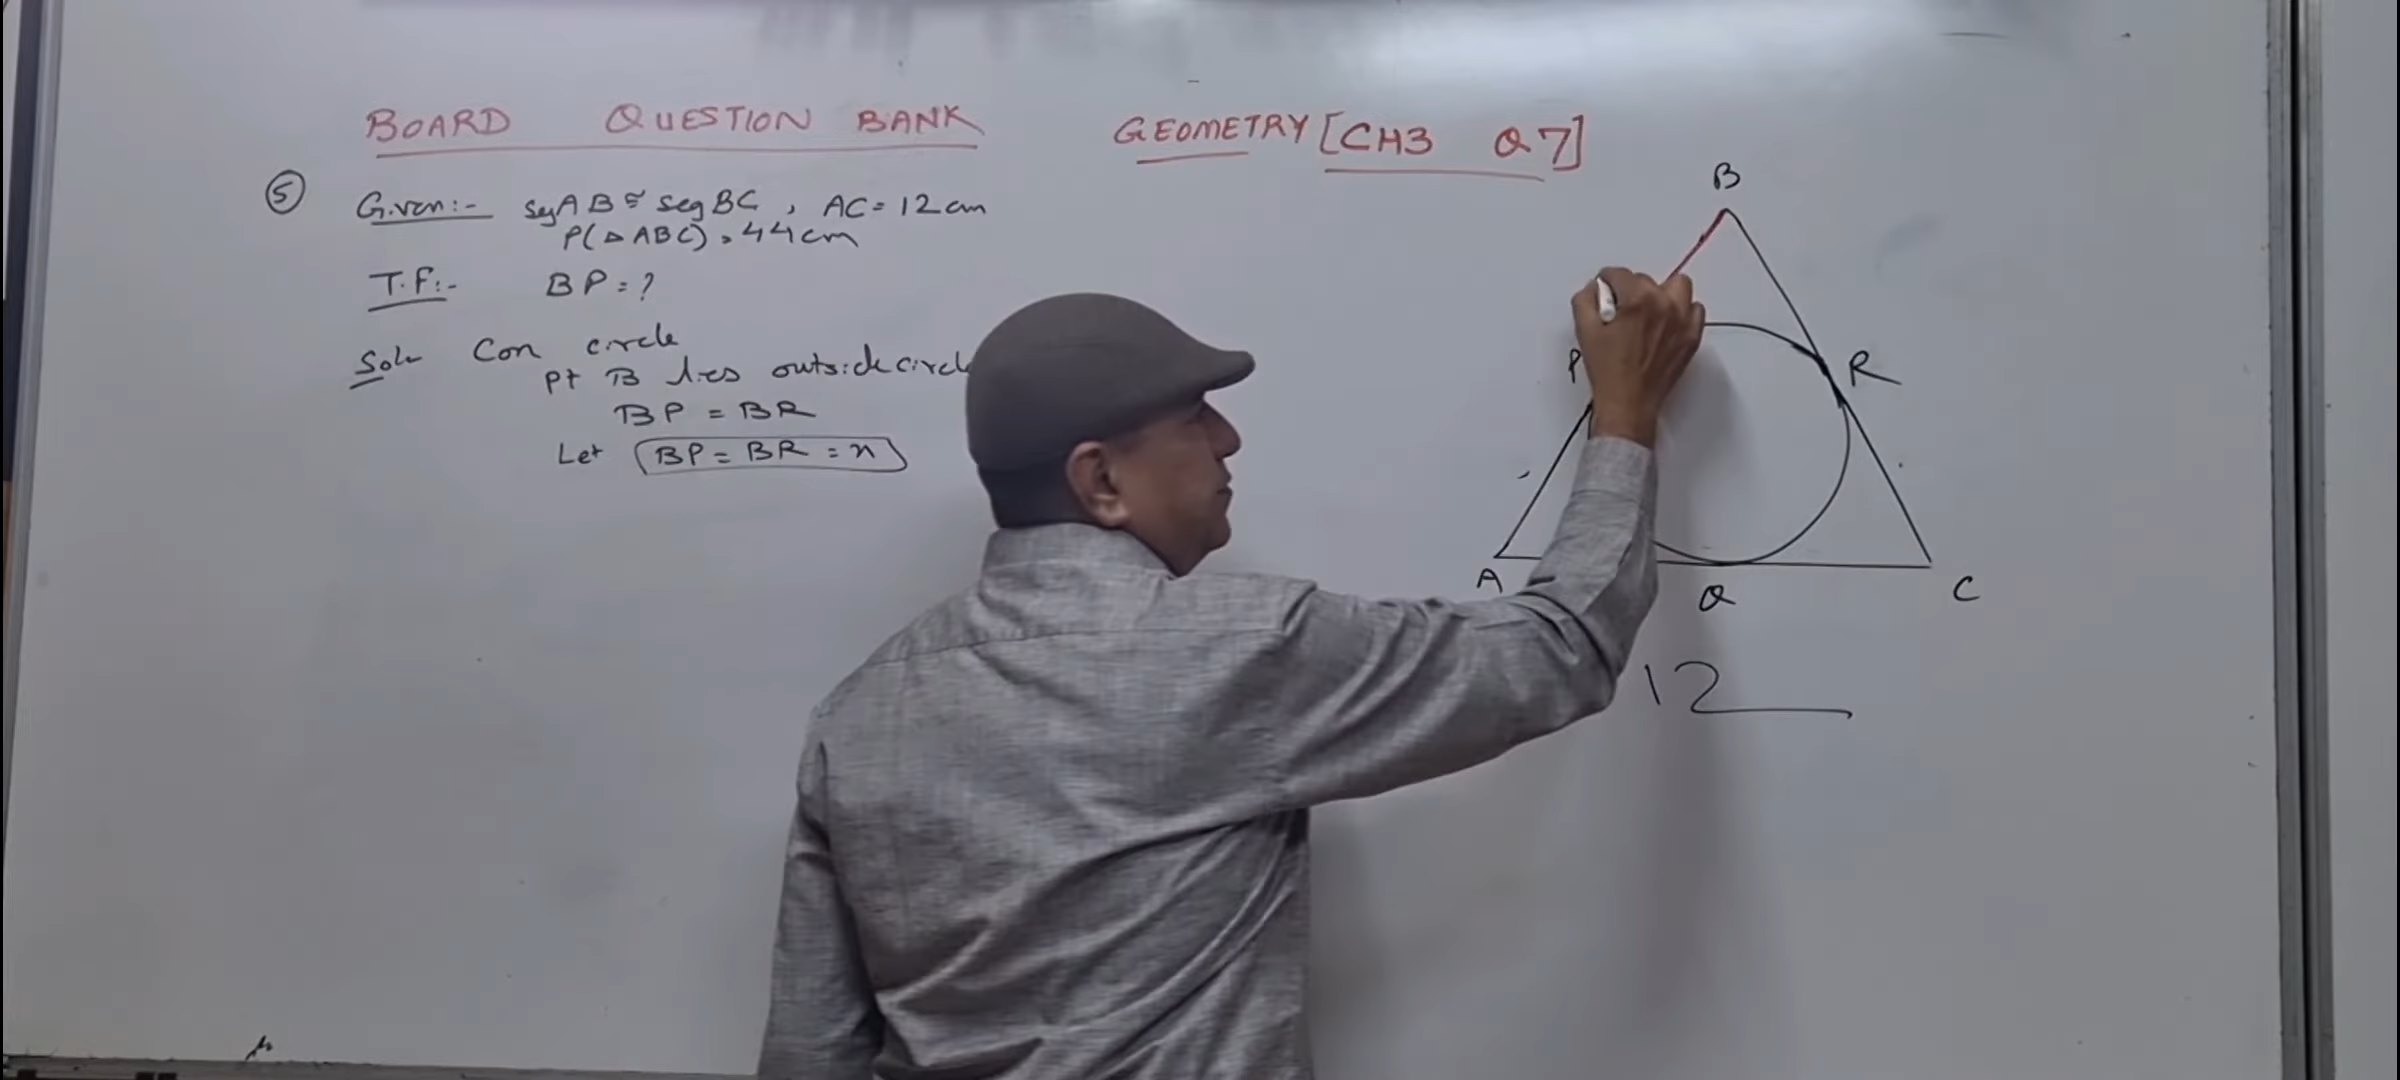 BOARD QUESTION BANK GEOMETRY [CH3 Q7]
5 Given:- seg AB ≅ seg BC, AC = 12 cm
P(△ABC) = 44 cm
T.F:- BP = ?
Soln Con circle
pt B lies outside circle
BP = BR
Let BP = BR = x
B
P
R
A
Q
C
12